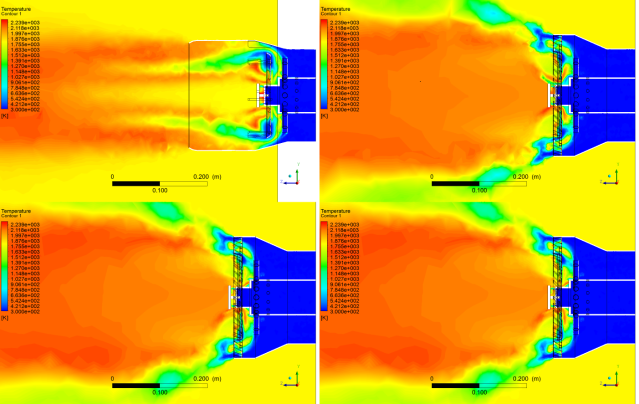 Temperature
Contour 1
2.239e+003
2.118e+003
1.997e+003
1.876e+003
1.755e+003
1.633e+003
1.512e+003
1.391e+003
1.270e+003
1.148e+003
1.027e+003
9.061e+002
7.848e+002
6.636e+002
5.424e+002
4.212e+002
3.000e+002
[K]
0 0.200 (m)
0.100
Temperature
Contour 1
2.239e+003
2.118e+003
1.997e+003
1.876e+003
1.755e+003
1.633e+003
1.512e+003
1.391e+003
1.270e+003
1.148e+003
1.027e+003
9.061e+002
7.848e+002
6.636e+002
5.424e+002
4.212e+002
3.000e+002
[K]
0 0.200 (m)
0.100
Temperature
Contour 1
2.239e+003
2.118e+003
1.997e+003
1.876e+003
1.755e+003
1.633e+003
1.512e+003
1.391e+003
1.270e+003
1.148e+003
1.027e+003
9.061e+002
7.848e+002
6.636e+002
5.424e+002
4.212e+002
3.000e+002
[K]
0 0.200 (m)
0.100
Temperature
Contour 1
2.239e+003
2.118e+003
1.997e+003
1.876e+003
1.755e+003
1.633e+003
1.512e+003
1.391e+003
1.270e+003
1.148e+003
1.027e+003
9.061e+002
7.848e+002
6.636e+002
5.424e+002
4.212e+002
3.000e+002
[K]
0 0.200 (m)
0.100